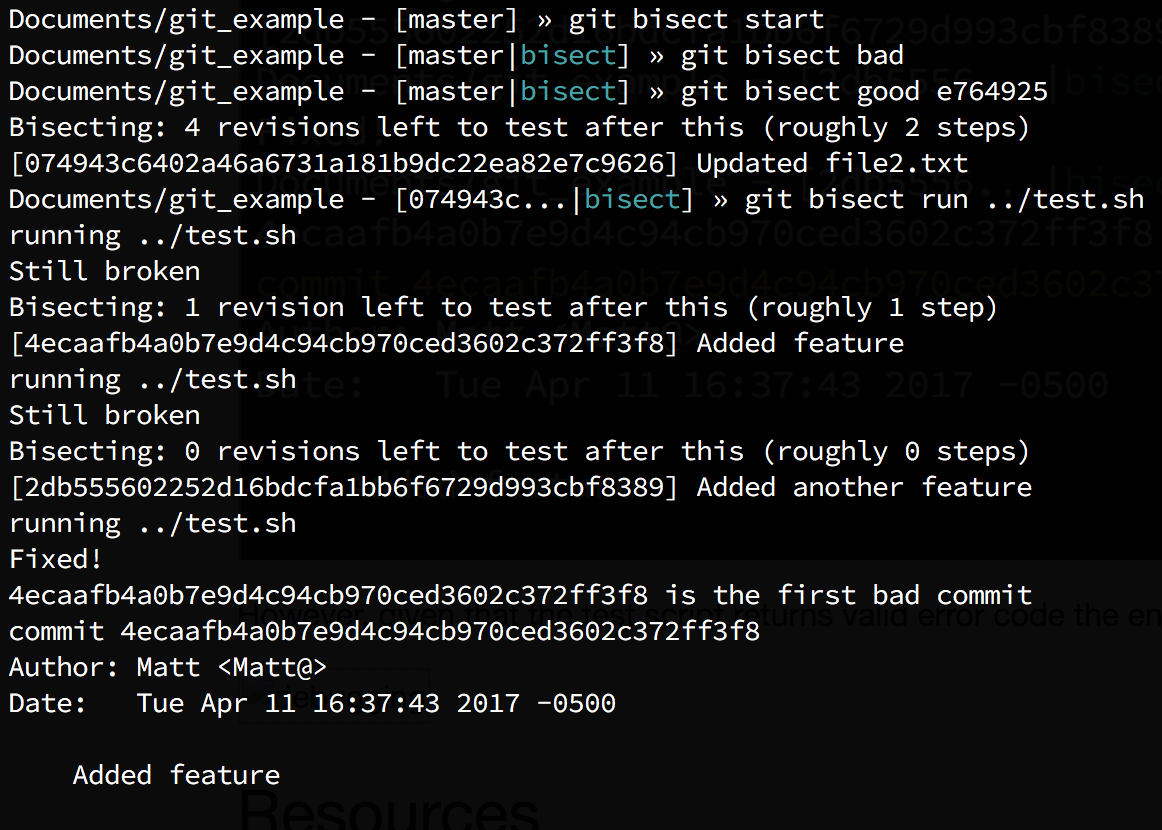 Documents/git_example - [master] » git bisect start
Documents/git_example - [master|bisect] » git bisect bad
Documents/git_example - [master|bisect] » git bisect good e764925
Bisecting: 4 revisions left to test after this (roughly 2 steps)
[074943c6402a46a6731a181b9dc22ea82e7c9626] Updated file2.txt
Documents/git_example - [074943c...|bisect] » git bisect run ../test.sh
running ../test.sh
Still broken
Bisecting: 1 revision left to test after this (roughly 1 step)
[4ecaafb4a0b7e9d4c94cb970ced3602c372ff3f8] Added feature
running ../test.sh
Still broken
Bisecting: 0 revisions left to test after this (roughly 0 steps)
[2db555602252d16bdcfa1bb6f6729d993cbf8389] Added another feature
running ../test.sh
Fixed!
4ecaafb4a0b7e9d4c94cb970ced3602c372ff3f8 is the first bad commit
commit 4ecaafb4a0b7e9d4c94cb970ced3602c372ff3f8
Author: Matt <Matt@>
Date:   Tue Apr 11 16:37:43 2017 -0500
    Added feature
Resources